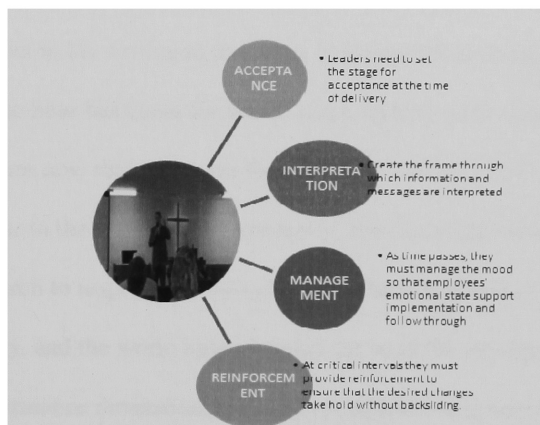 ACCEPTA
NCE
• Leaders need to set
the stage for
acceptance at the time
of delivery
INTERPRETA
TION
• Create the frame through
which information and
messages are interpreted
MANAGE
MENT
• As time passes, they
must manage the mood
so that employees'
emotional state support
implementation and
follow through
REINFORCEM
ENT
• At critical intervals they must
provide reinforcement to
ensure that the desired changes
take hold without backsliding.